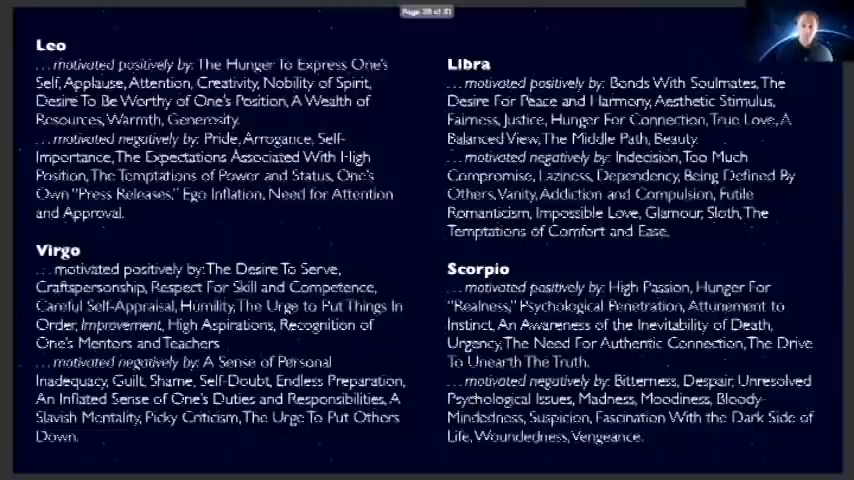 Page 38 of 41
Leo
...motivated positively by: The Hunger To Express One's
Self, Applause, Attention, Creativity, Nobility of Spirit,
Desire To Be Worthy of One's Position, A Wealth of
Resources, Warmth, Generosity.
...motivated negatively by: Pride, Arrogance, Self-
Importance, The Expectations Associated With High
Position, The Temptations of Power and Status, One's
Own "Press Releases," Ego Inflation, Need for Attention
and Approval.
Virgo
...motivated positively by: The Desire To Serve,
Craftspersonship, Respect For Skill and Competence,
Careful Self-Appraisal, Humility, The Urge to Put Things In
Order, Improvement, High Aspirations, Recognition of
One's Mentors and Teachers
...motivated negatively by: A Sense of Personal
Inadequacy, Guilt, Shame, Self-Doubt, Endless Preparation,
An Inflated Sense of One's Duties and Responsibilities, A
Slavish Mentality, Picky Criticism, The Urge To Put Others
Down.
Libra
...motivated positively by: Bonds With Soulmates, The
Desire For Peace and Harmony, Aesthetic Stimulus,
Fairness, Justice, Hunger For Connection, True Love, A
Balanced View, The Middle Path, Beauty.
...motivated negatively by: Indecision, Too Much
Compromise, Laziness, Dependency, Being Defined By
Others, Vanity, Addiction and Compulsion, Futile
Romanticism, Impossible Love, Glamour, Sloth, The
Temptations of Comfort and Ease.
Scorpio
...motivated positively by: High Passion, Hunger For
"Realness," Psychological Penetration, Attunement to
Instinct, An Awareness of the Inevitability of Death,
Urgency, The Need For Authentic Connection, The Drive
To Unearth The Truth.
...motivated negatively by: Bitterness, Despair, Unresolved
Psychological Issues, Madness, Moodiness, Bloody-
Mindedness, Suspicion, Fascination With the Dark Side of
Life, Woundedness, Vengeance.